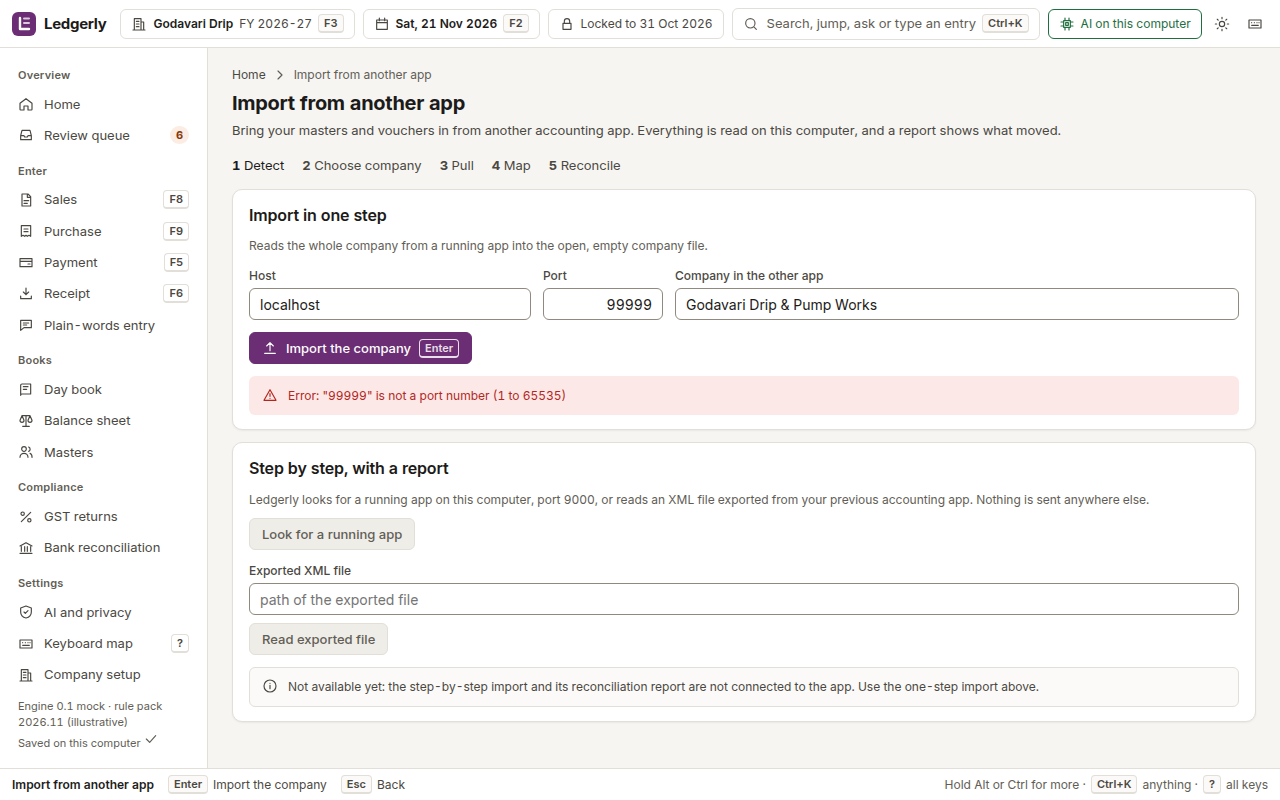 Ledgerly
Godavari Drip FY 2026-27 F3
Sat, 21 Nov 2026 F2
Locked to 31 Oct 2026
Search, jump, ask or type an entry Ctrl+K
AI on this computer
Overview
Home
Review queue 6
Enter
Sales F8
Purchase F9
Payment F5
Receipt F6
Plain-words entry
Books
Day book
Balance sheet
Masters
Compliance
GST returns
Bank reconciliation
Settings
AI and privacy
Keyboard map ?
Company setup
Engine 0.1 mock · rule pack
2026.11 (illustrative)
Saved on this computer
Home Import from another app
Import from another app
Bring your masters and vouchers in from another accounting app. Everything is read on this computer, and a report shows what moved.
1 Detect 2 Choose company 3 Pull 4 Map 5 Reconcile
Import in one step
Reads the whole company from a running app into the open, empty company file.
Host Port Company in the other app
localhost 99999 Godavari Drip & Pump Works
Import the company Enter
Error: "99999" is not a port number (1 to 65535)
Step by step, with a report
Ledgerly looks for a running app on this computer, port 9000, or reads an XML file exported from your previous accounting app. Nothing is sent anywhere else.
Look for a running app
Exported XML file
path of the exported file
Read exported file
Not available yet: the step-by-step import and its reconciliation report are not connected to the app. Use the one-step import above.
Import from another app Enter Import the company Esc Back
Hold Alt or Ctrl for more · Ctrl+K anything · ? all keys